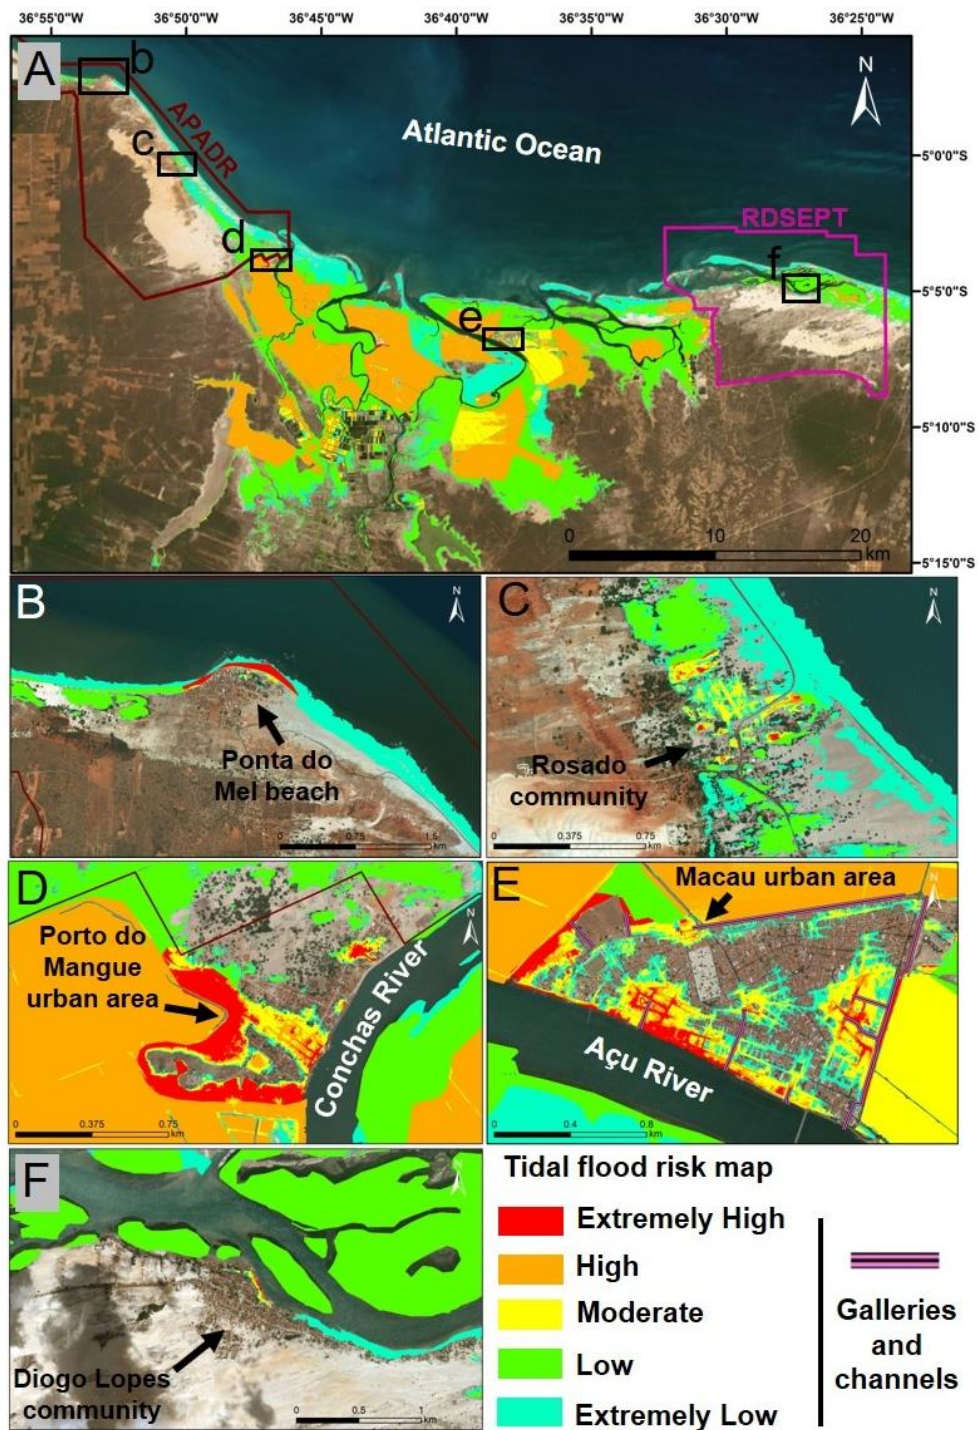 36°55'0"W 36°50'0"W 36°45'0"W 36°40'0"W 36°35'0"W 36°30'0"W 36°25'0"W
A
b
N
APADR
Atlantic Ocean
c
5°0'0"S
RDSEPT
d
f
5°5'0"S
e
5°10'0"S
0 10 20
km
5°15'0"S
B
N
Ponta do
Mel beach
0 0.75 1.5
km
C
N
Rosado
community
0 0.375 0.75
km
D
N
Porto do
Mangue
urban area
Conchas River
0 0.375 0.75
km
E
N
Macau urban area
Açu River
0 0.4 0.8
km
F
N
Diogo Lopes
community
0 0.5 1
km
Tidal flood risk map
Extremely High
High
Moderate
Low
Extremely Low
Galleries
and
channels